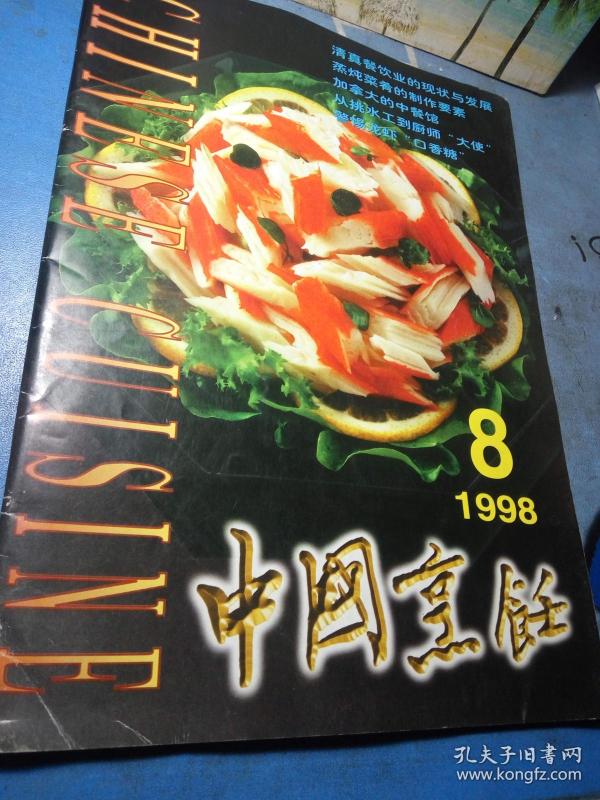 CHINESE CUISINE
清真餐饮业的现状与发展
蒸炖菜肴的制作要素
加拿大的中餐馆
从挑水工到厨师“大使”
警惕龙虾“口香糖”
8
1998
中国烹饪
孔夫子旧书网
www.kongfz.com